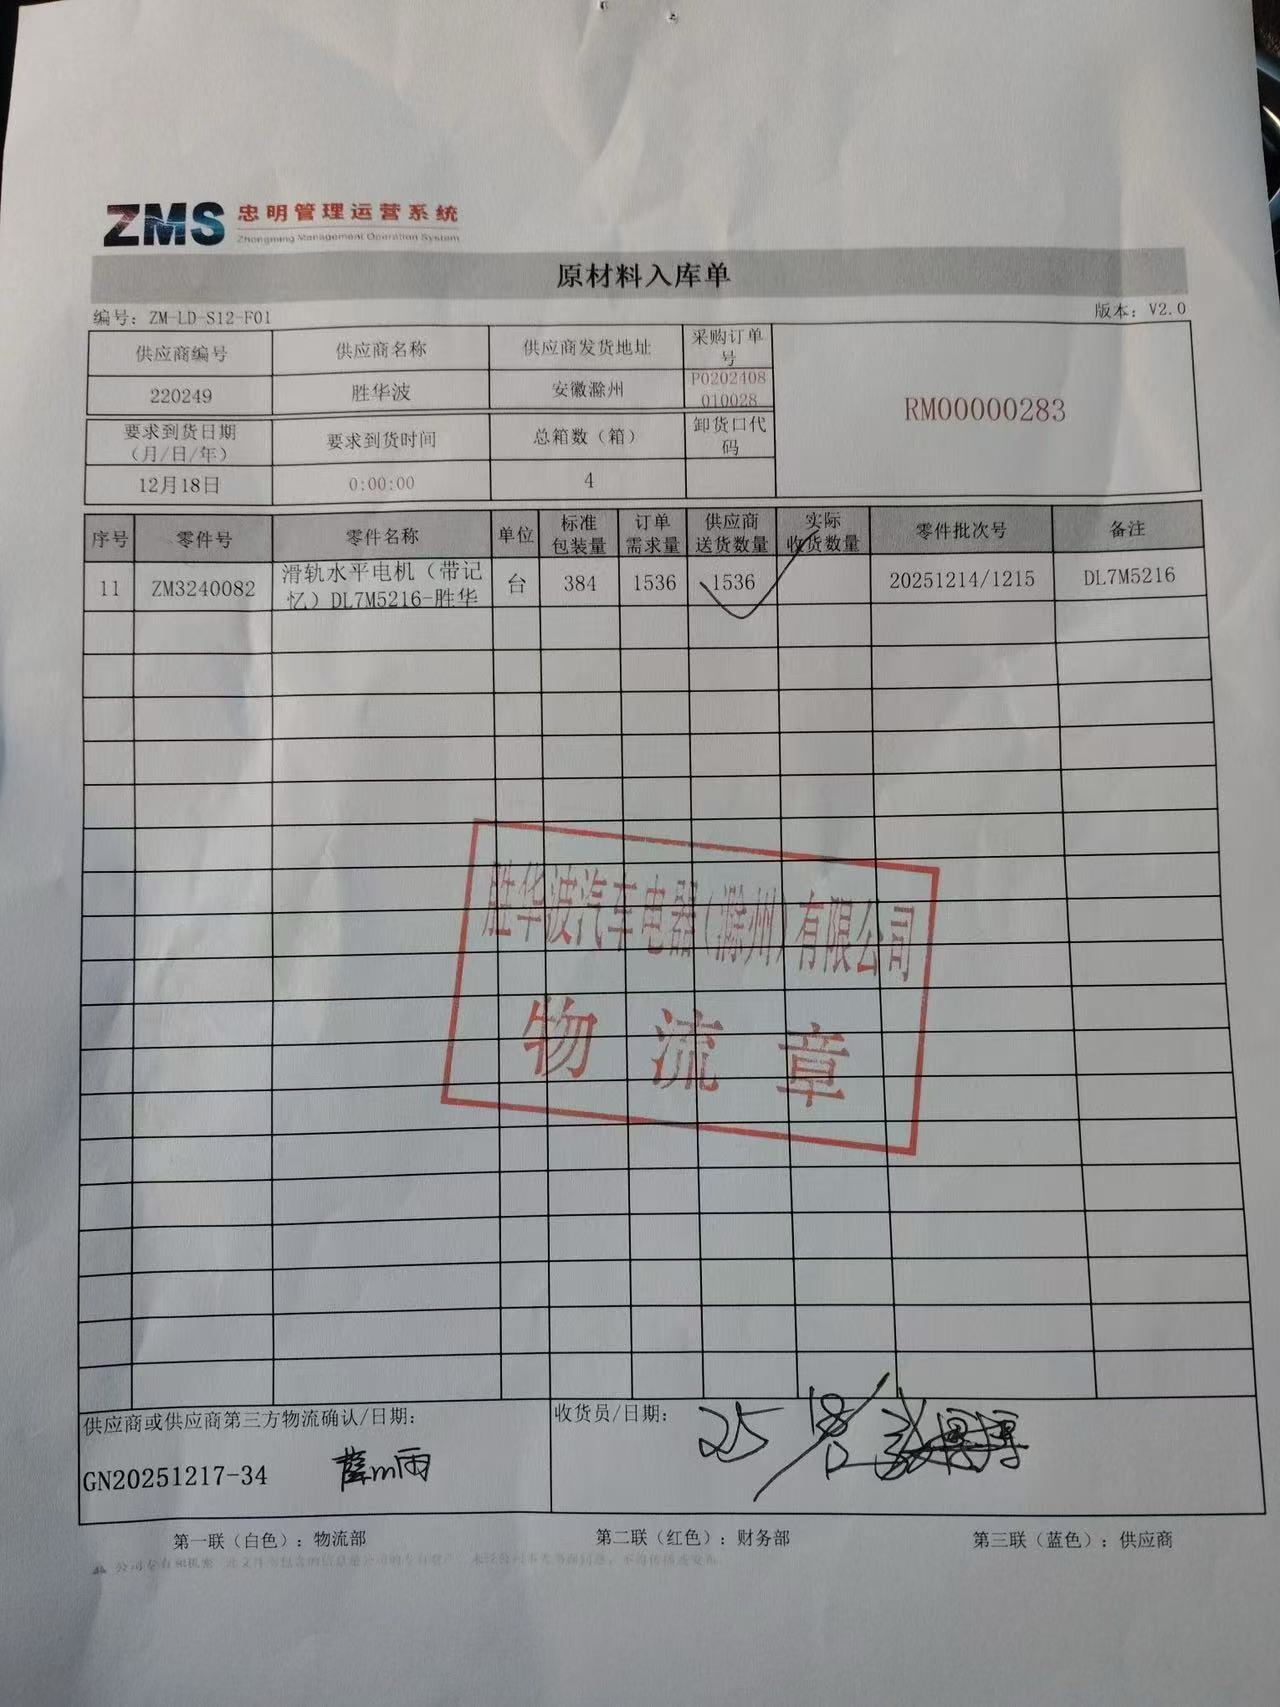 ZMS 忠明管理运营系统
Zhongming Management Operation System
原材料入库单
编号：ZM-LD-S12-F01 版本：V2.0
供应商编号 供应商名称 供应商发货地址 采购订单号
220249 胜华波 安徽滁州 P0202408010028 RM00000283
要求到货日期（月/日/年） 要求到货时间 总箱数（箱） 卸货口代码
12月18日 0:00:00 4
序号 零件号 零件名称 单位 标准包装量 订单需求量 供应商送货数量 实际收货数量 零件批次号 备注
11 ZM3240082 滑轨水平电机（带记忆）DL7M5216-胜华 台 384 1536 1536 20251214/1215 DL7M5216
胜华波汽车电器(滁州)有限公司
物流章
供应商或供应商第三方物流确认/日期： 收货员/日期：
GN20251217-34
第一联（白色）：物流部 第二联（红色）：财务部 第三联（蓝色）：供应商